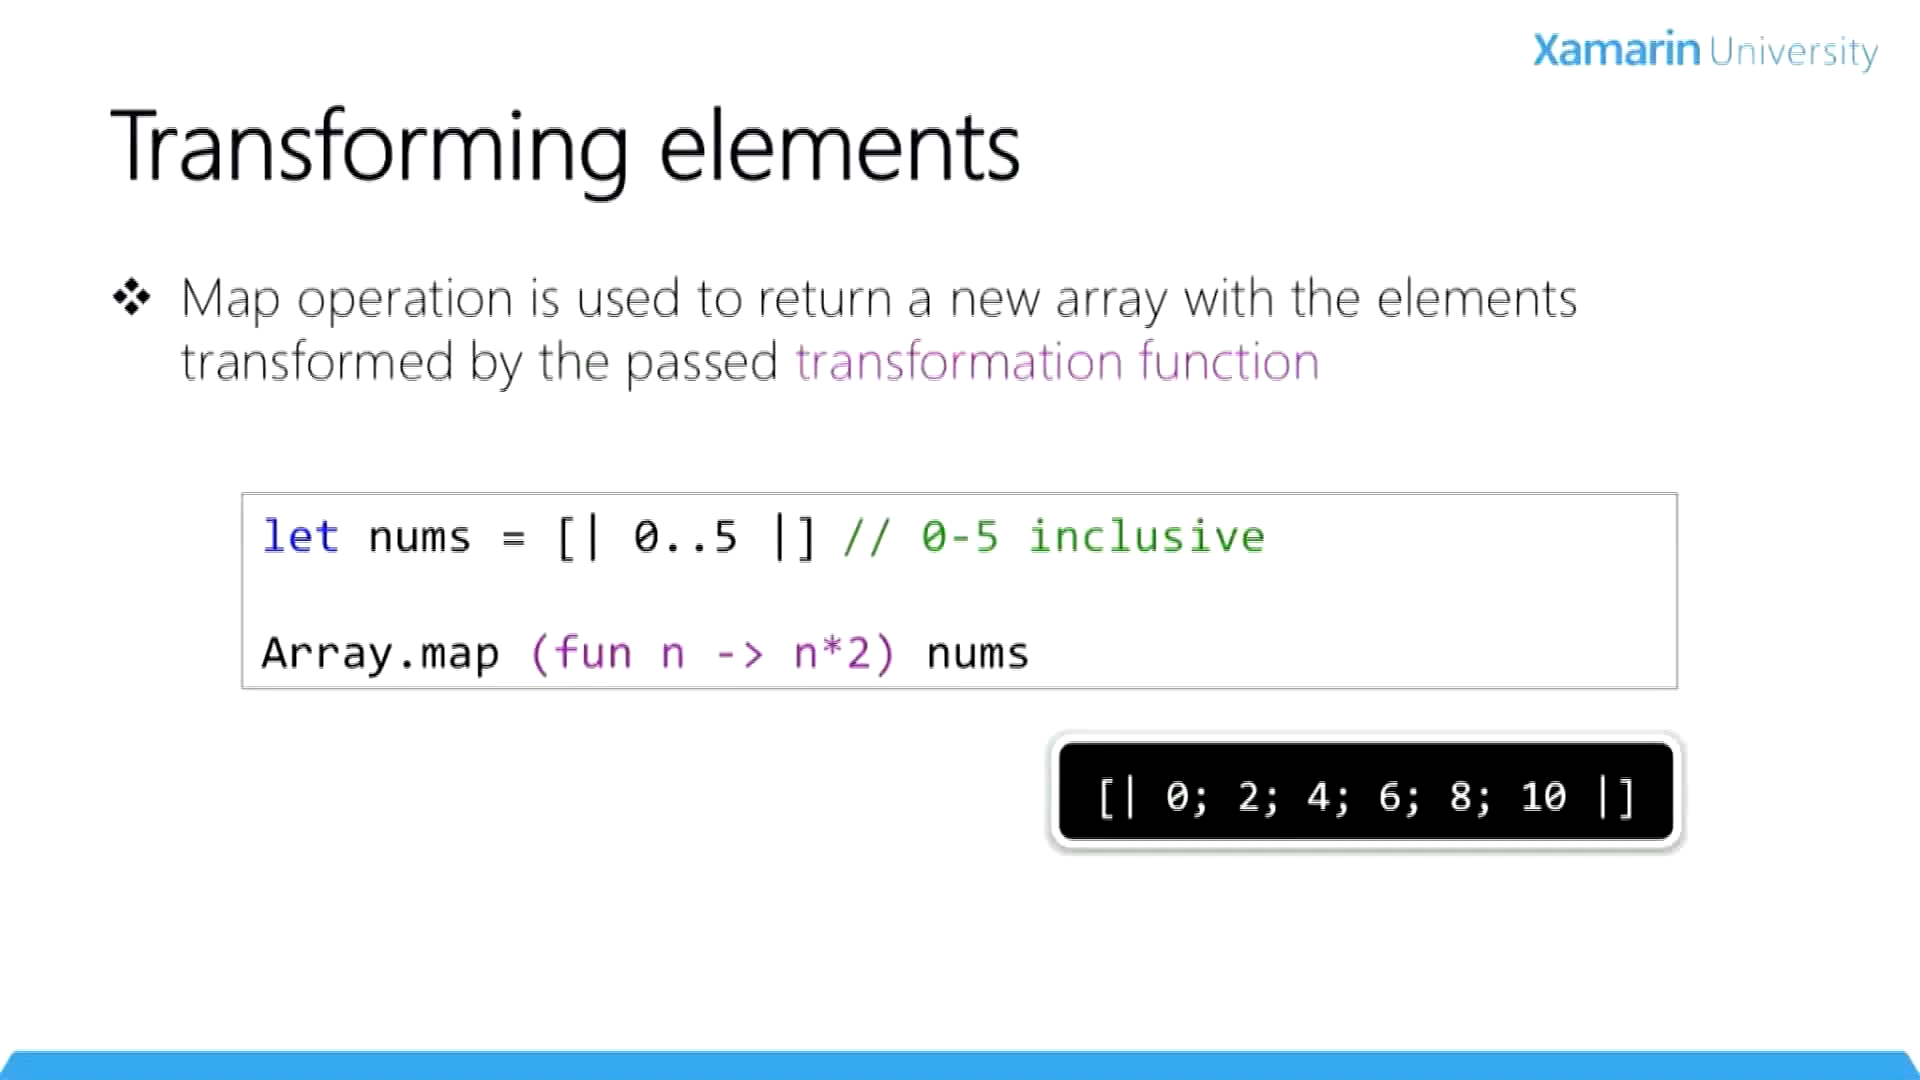 Xamarin University
Transforming elements
❖ Map operation is used to return a new array with the elements
transformed by the passed transformation function
let nums = [| 0..5 |] // 0-5 inclusive
Array.map (fun n -> n*2) nums
[| 0; 2; 4; 6; 8; 10 |]